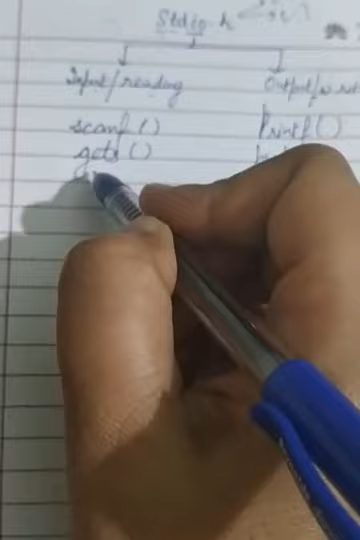 Stdio.h
Input/reading Output/
scanf() Printf()
gets()